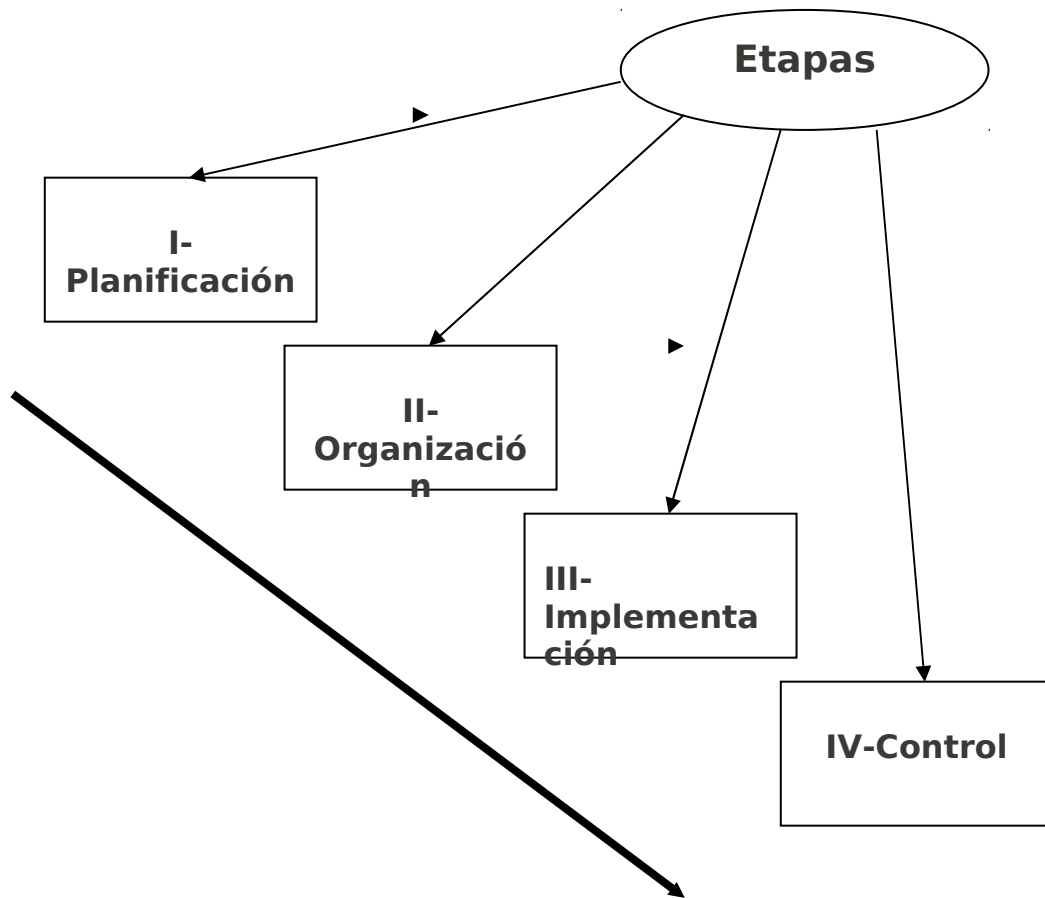 Etapas
I-
Planificación
II-
Organizació
n
III-
Implementa
ción
IV-Control